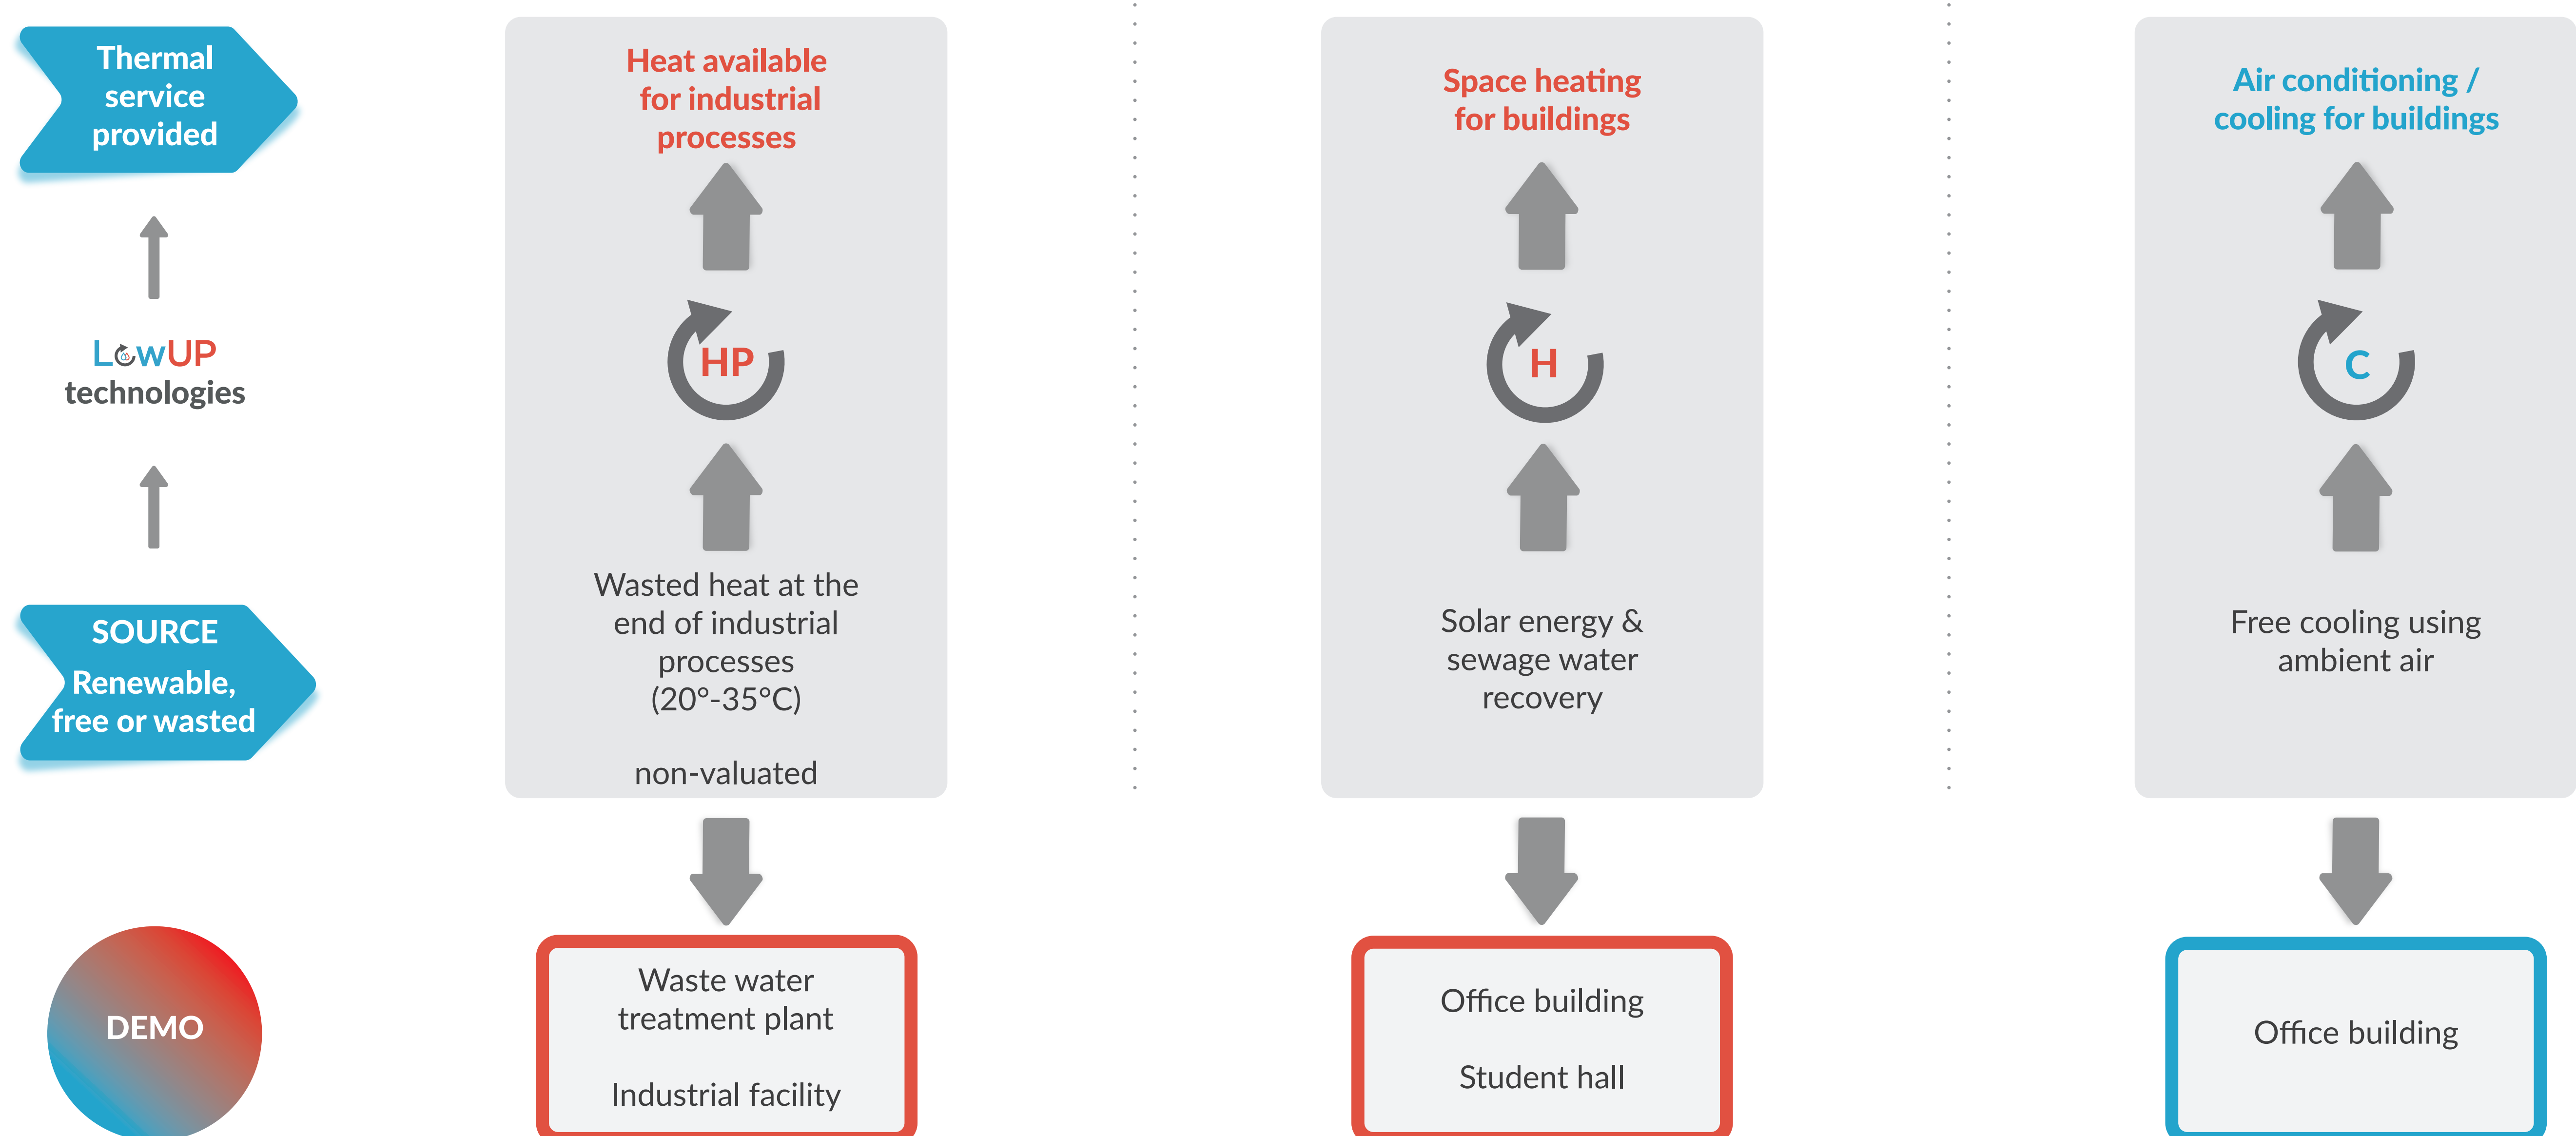 Thermal
service
provided
LowUP
technologies
SOURCE
Renewable,
free or wasted
DEMO
Heat available
for industrial
processes
HP
Wasted heat at the
end of industrial
processes
(20°-35°C)
non-valuated
Waste water
treatment plant
Industrial facility
Space heating
for buildings
H
Solar energy &
sewage water
recovery
Office building
Student hall
Air conditioning /
cooling for buildings
C
Free cooling using
ambient air
Office building